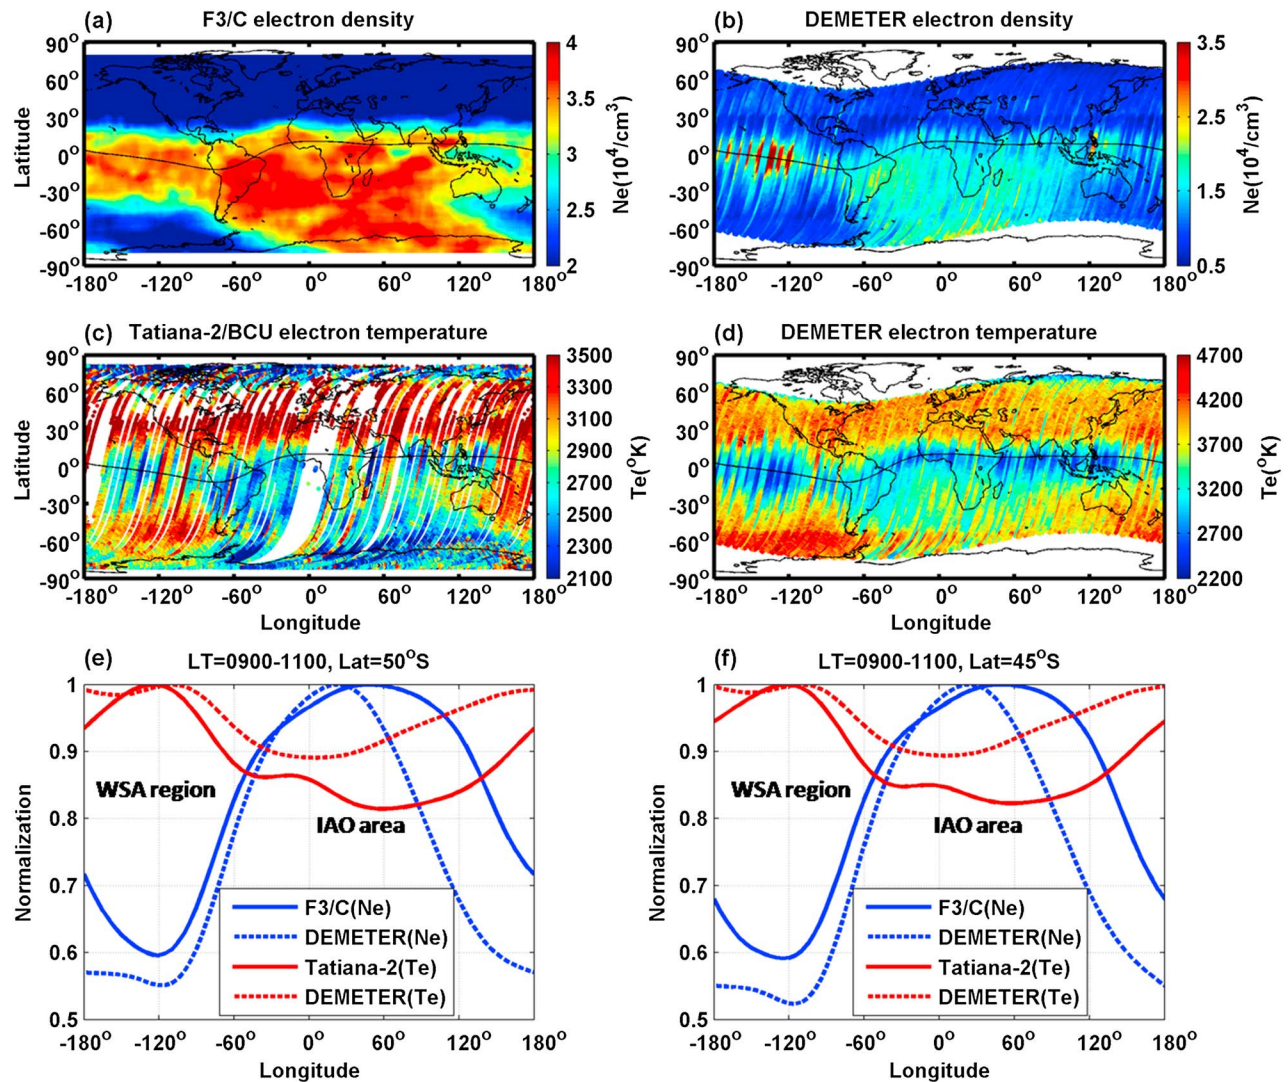 (a) F3/C electron density
90°
60°
30°
0°
-30°
-60°
-90°
Latitude
-180° -120° -60° 0° 60° 120° 180°
4
3.5
3
2.5
2
Ne(10⁴/cm³)
(b) DEMETER electron density
90°
60°
30°
0°
-30°
-60°
-90°
-180° -120° -60° 0° 60° 120° 180°
3.5
2.5
1.5
0.5
Ne(10⁴/cm³)
(c) Tatiana-2/BCU electron temperature
90°
60°
30°
0°
-30°
-60°
-90°
Latitude
-180° -120° -60° 0° 60° 120° 180°
Longitude
3500
3300
3100
2900
2700
2500
2300
2100
Te(°K)
(d) DEMETER electron temperature
90°
60°
30°
0°
-30°
-60°
-90°
-180° -120° -60° 0° 60° 120° 180°
Longitude
4700
4200
3700
3200
2700
2200
Te(°K)
(e) LT=0900-1100, Lat=50°S
1
0.9
0.8
0.7
0.6
0.5
Normalization
WSA region
IAO area
F3/C(Ne)
DEMETER(Ne)
Tatiana-2(Te)
DEMETER(Te)
-180° -120° -60° 0° 60° 120° 180°
Longitude
(f) LT=0900-1100, Lat=45°S
1
0.9
0.8
0.7
0.6
0.5
Normalization
WSA region
IAO area
F3/C(Ne)
DEMETER(Ne)
Tatiana-2(Te)
DEMETER(Te)
-180° -120° -60° 0° 60° 120° 180°
Longitude